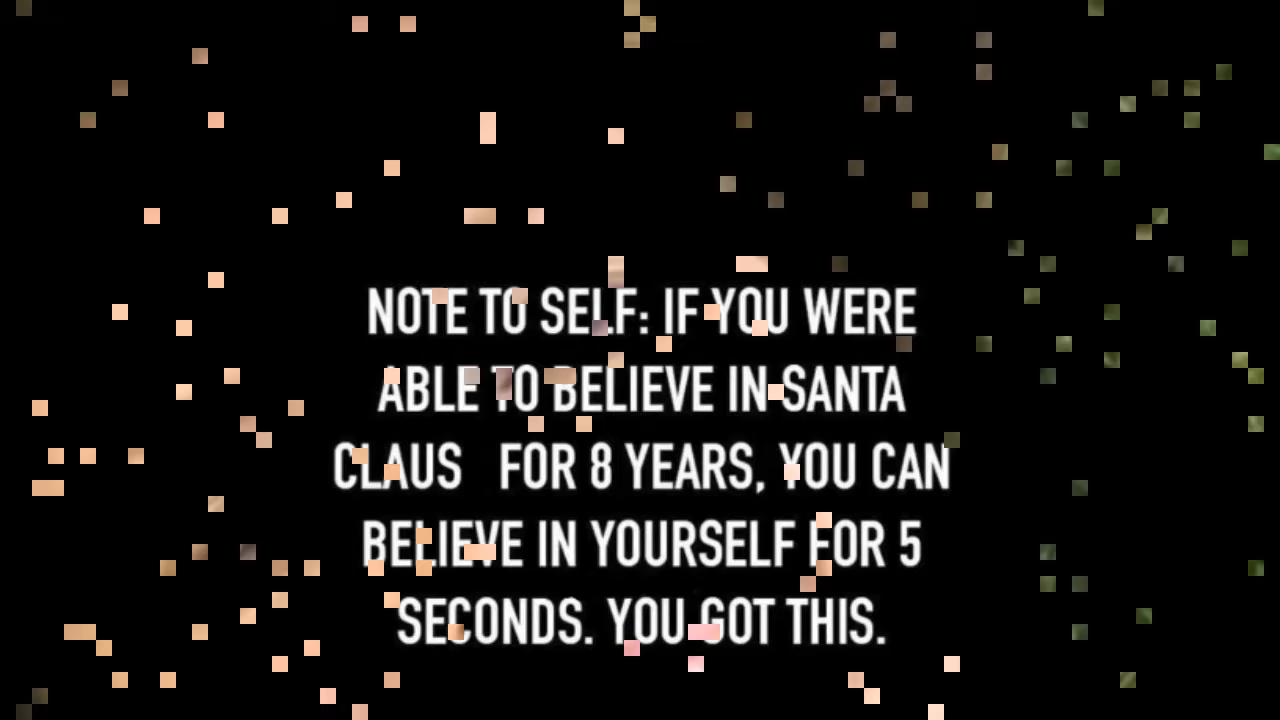 NOTE TO SELF: IF YOU WERE
ABLE TO BELIEVE IN SANTA
CLAUS FOR 8 YEARS, YOU CAN
BELIEVE IN YOURSELF FOR 5
SECONDS. YOU GOT THIS.